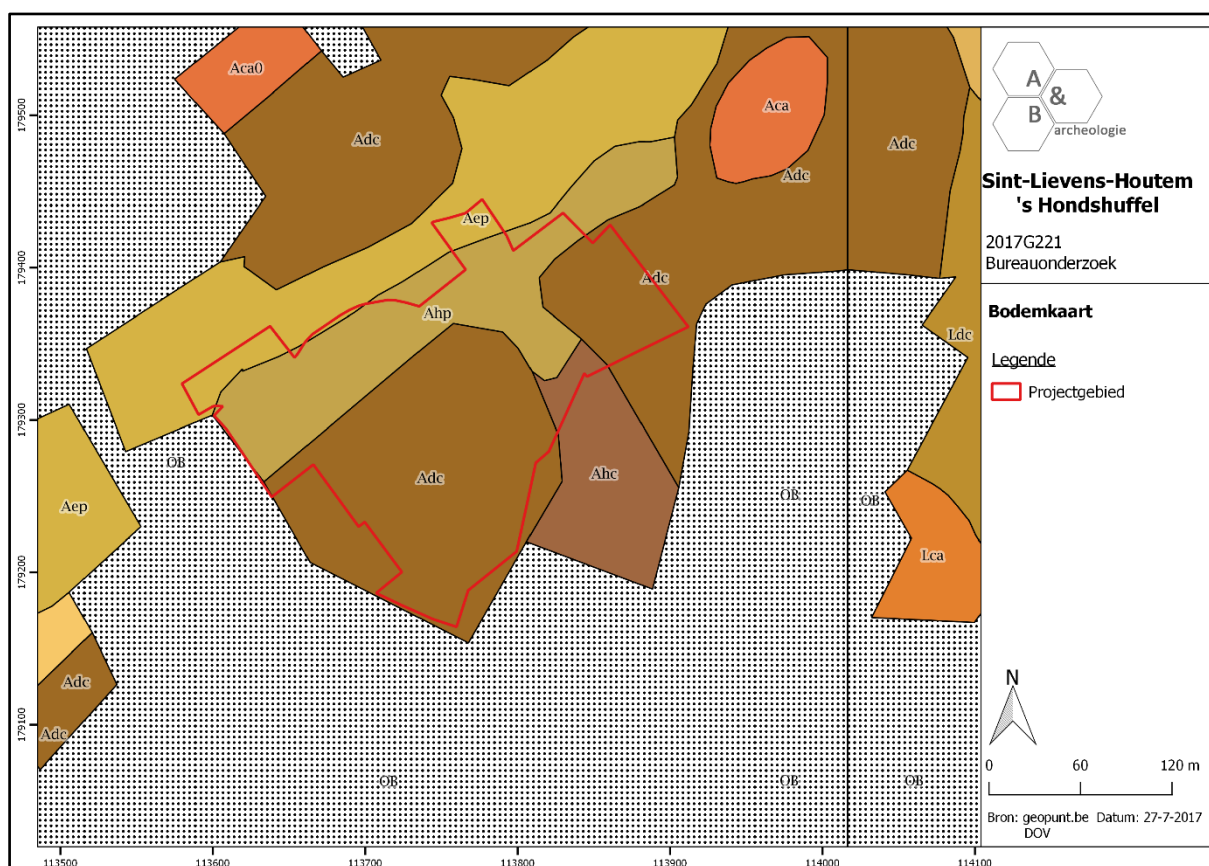 Aca0
Aca
Adc
Adc
Adc
Aep
Adc
Ahp
Ldc
OB
Adc
Ahc
OB
OB
Aep
Lca
Adc
Adc
OB
OB
OB
179500
179400
179300
179200
179100
113500
113600
113700
113800
113900
114000
114100
A
&
B
archeologie
Sint-Lievens-Houtem
's Hondshuffel
2017G221
Bureauonderzoek
Bodemkaart
Legende
Projectgebied
N
0 60 120 m
Bron: geopunt.be Datum: 27-7-2017
DOV